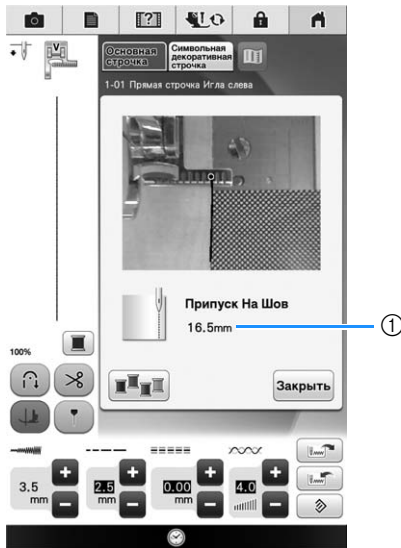 [?]
V
Основная
строчка
Символьная
декоративная
строчка
1-01 Прямая строчка Игла слева
Припуск На Шов
16.5mm
①
100%
Закрыть
3.5
mm
2.5
mm
0.00
mm
4.0